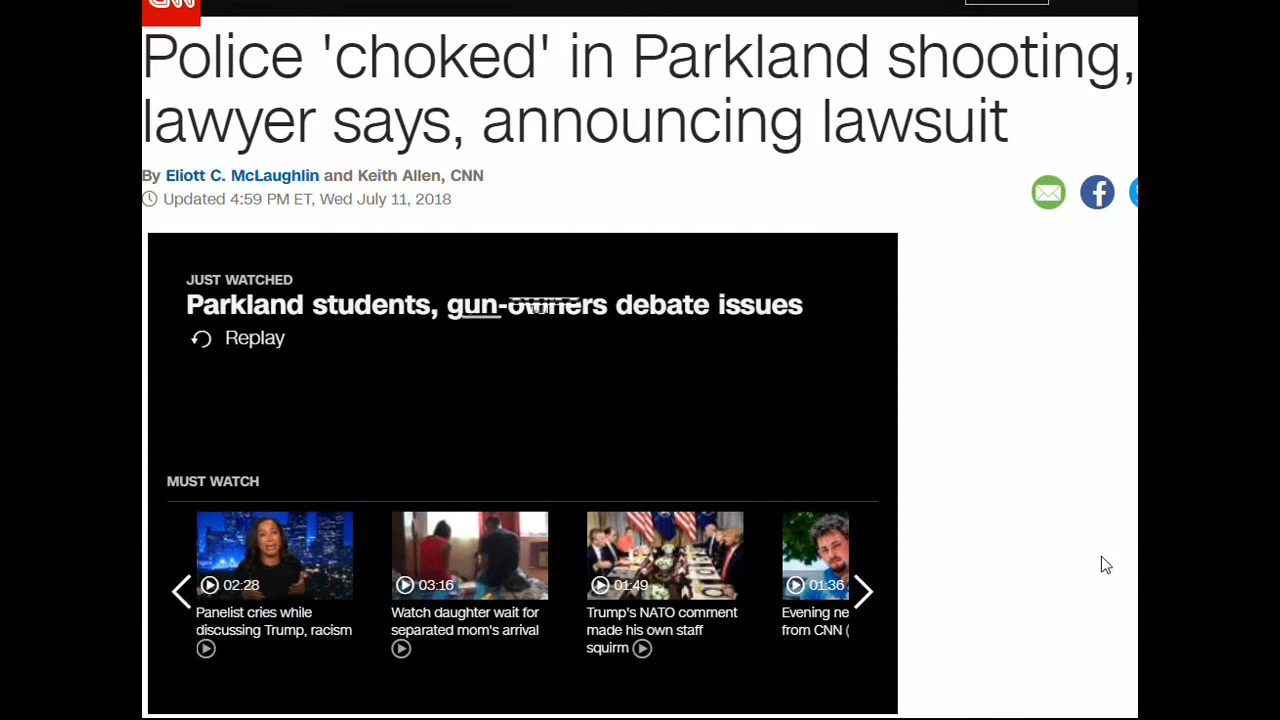 CNN
Police 'choked' in Parkland shooting,
lawyer says, announcing lawsuit
By Eliott C. McLaughlin and Keith Allen, CNN
Updated 4:59 PM ET, Wed July 11, 2018
JUST WATCHED
Parkland students, gun-owners debate issues
Replay
MUST WATCH
02:28 03:16 01:49 01:36
Panelist cries while discussing Trump, racism
Watch daughter wait for separated mom's arrival
Trump's NATO comment made his own staff squirm
Evening ne
from CNN (